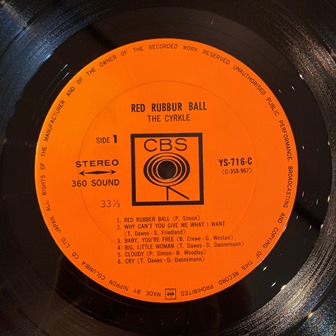 RED RUBBUR BALL
THE CYRKLE
SIDE 1
CBS
STEREO
360 SOUND
YS-716-C
(C-358-967)
33⅓
1. RED RUBBER BALL (P. Simon)
2. WHY CAN'T YOU GIVE ME WHAT I WANT
(T. Dawes - S. Friedland)
3. BABY, YOU'RE FREE (B. Crewe - G. Weston)
4. BIG, LITTLE WOMAN (T. Dawes - D. Dannemann)
5. CLOUDY (P. Simon - B. Woodley)
6. CRY (T. Dawes - D. Dannemann)
ALL RIGHTS OF THE MANUFACTURER AND OF THE OWNER OF THE RECORDED WORK RESERVED UNAUTHORISED PUBLIC PERFORMANCE, BROADCASTING AND COPYING OF THIS RECORD PROHIBITED
MADE BY NIPPON COLUMBIA CO., LTD., JAPAN